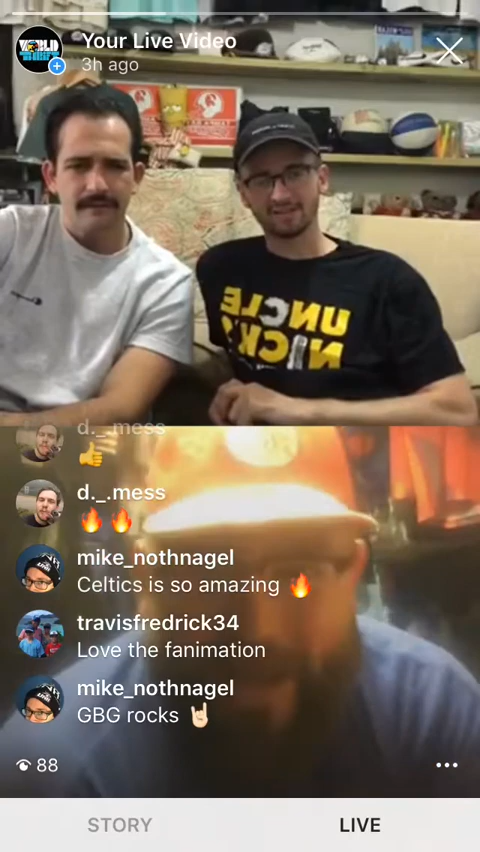 Your Live Video
3h ago
WORLD
UNCLE
NICK'S
d._.mess
👍
d._.mess
🔥🔥
mike_nothnagel
Celtics is so amazing 🔥
travisfredrick34
Love the fanimation
mike_nothnagel
GBG rocks 🤘🏻
88
STORY
LIVE